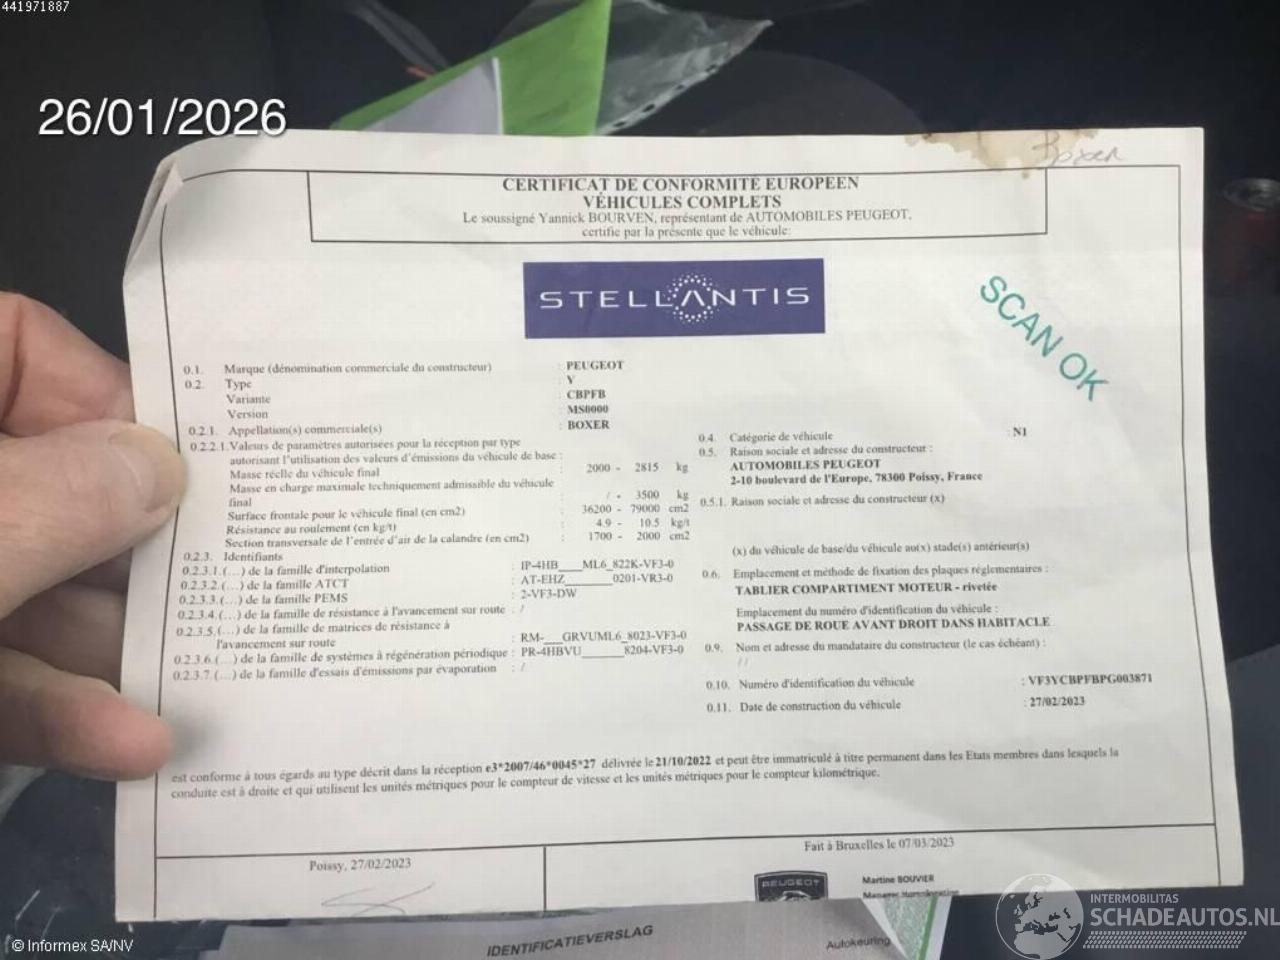 441971887
26/01/2026
Boxer
CERTIFICAT DE CONFORMITE EUROPEEN
VÉHICULES COMPLETS
Le soussigné Yannick BOURVEN, représentant de AUTOMOBILES PEUGEOT,
certifie par la présente que le véhicule:
STELLANTIS
SCAN OK
0.1. Marque (dénomination commerciale du constructeur) : PEUGEOT
0.2. Type : Y
Variante : CBPFB
Version : MS0000
0.2.1. Appellation(s) commerciale(s) : BOXER
0.2.2.1. Valeurs de paramètres autorisées pour la réception par type
autorisant l'utilisation des valeurs d'émissions du véhicule de base :
Masse réelle du véhicule final : 2000 - 2815 kg
Masse en charge maximale techniquement admissible du véhicule
final : / - 3500 kg
Surface frontale pour le véhicule final (en cm2) : 36200 - 79000 cm2
Résistance au roulement (en kg/t) : 4.9 - 10.5 kg/t
Section transversale de l'entrée d'air de la calandre (en cm2) : 1700 - 2000 cm2
0.2.3. Identifiants
0.2.3.1.(...) de la famille d'interpolation : IP-4HB____ML6_822K-VF3-0
0.2.3.2.(...) de la famille ATCT : AT-EHZ________0201-VR3-0
0.2.3.3.(...) de la famille PEMS : 2-VF3-DW
0.2.3.4.(...) de la famille de résistance à l'avancement sur route : /
0.2.3.5.(...) de la famille de matrices de résistance à
l'avancement sur route : RM-___GRVUML6_8023-VF3-0
0.2.3.6.(...) de la famille de systèmes à régénération périodique : PR-4HBVU_______8204-VF3-0
0.2.3.7.(...) de la famille d'essais d'émissions par évaporation : /
0.4. Catégorie de véhicule : N1
0.5. Raison sociale et adresse du constructeur :
AUTOMOBILES PEUGEOT
2-10 boulevard de l'Europe, 78300 Poissy, France
0.5.1. Raison sociale et adresse du constructeur (x)
(x) du véhicule de base/du véhicule au(x) stade(s) antérieur(s)
0.6. Emplacement et méthode de fixation des plaques réglementaires :
TABLIER COMPARTIMENT MOTEUR - rivetée
Emplacement du numéro d'identification du véhicule :
PASSAGE DE ROUE AVANT DROIT DANS HABITACLE
0.9. Nom et adresse du mandataire du constructeur (le cas échéant) :
/ /
0.10. Numéro d'identification du véhicule : VF3YCBPFBPG003871
0.11. Date de construction du véhicule : 27/02/2023
est conforme à tous égards au type décrit dans la réception e3*2007/46*0045*27 délivrée le 21/10/2022 et peut être immatriculé à titre permanent dans les Etats membres dans lesquels la
conduite est à droite et qui utilisent les unités métriques pour le compteur de vitesse et les unités métriques pour le compteur kilométrique.
Poissy, 27/02/2023
Fait à Bruxelles le 07/03/2023
PEUGEOT
Martine BOUVIER
Manager Homologation
IDENTIFICATIEVERSLAG
Autokeuring
© Informex SA/NV
INTERMOBILITAS
SCHADEAUTOS.NL